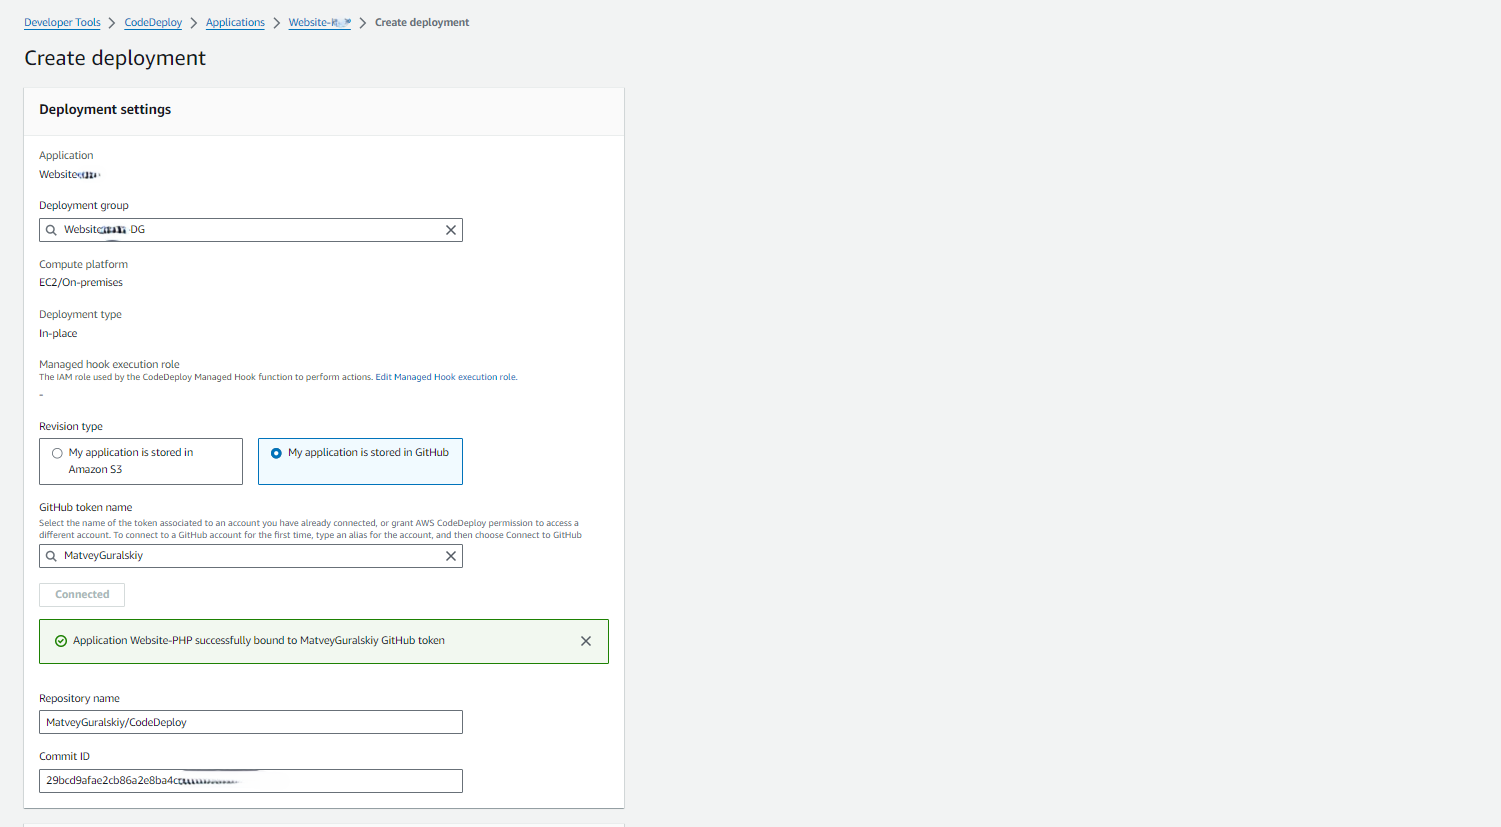 Developer Tools > CodeDeploy > Applications > Website- > Create deployment
Create deployment
Deployment settings
Application
Website
Deployment group
Website -DG
Compute platform
EC2/On-premises
Deployment type
In-place
Managed hook execution role
The IAM role used by the CodeDeploy Managed Hook function to perform actions. Edit Managed Hook execution role.
-
Revision type
My application is stored in
Amazon S3
My application is stored in GitHub
GitHub token name
Select the name of the token associated to an account you have already connected, or grant AWS CodeDeploy permission to access a
different account. To connect to a GitHub account for the first time, type an alias for the account, and then choose Connect to GitHub
MatveyGuralskiy
Connected
Application Website-PHP successfully bound to MatveyGuralskiy GitHub token
Repository name
MatveyGuralskiy/CodeDeploy
Commit ID
29bcd9afae2cb86a2e8ba4c